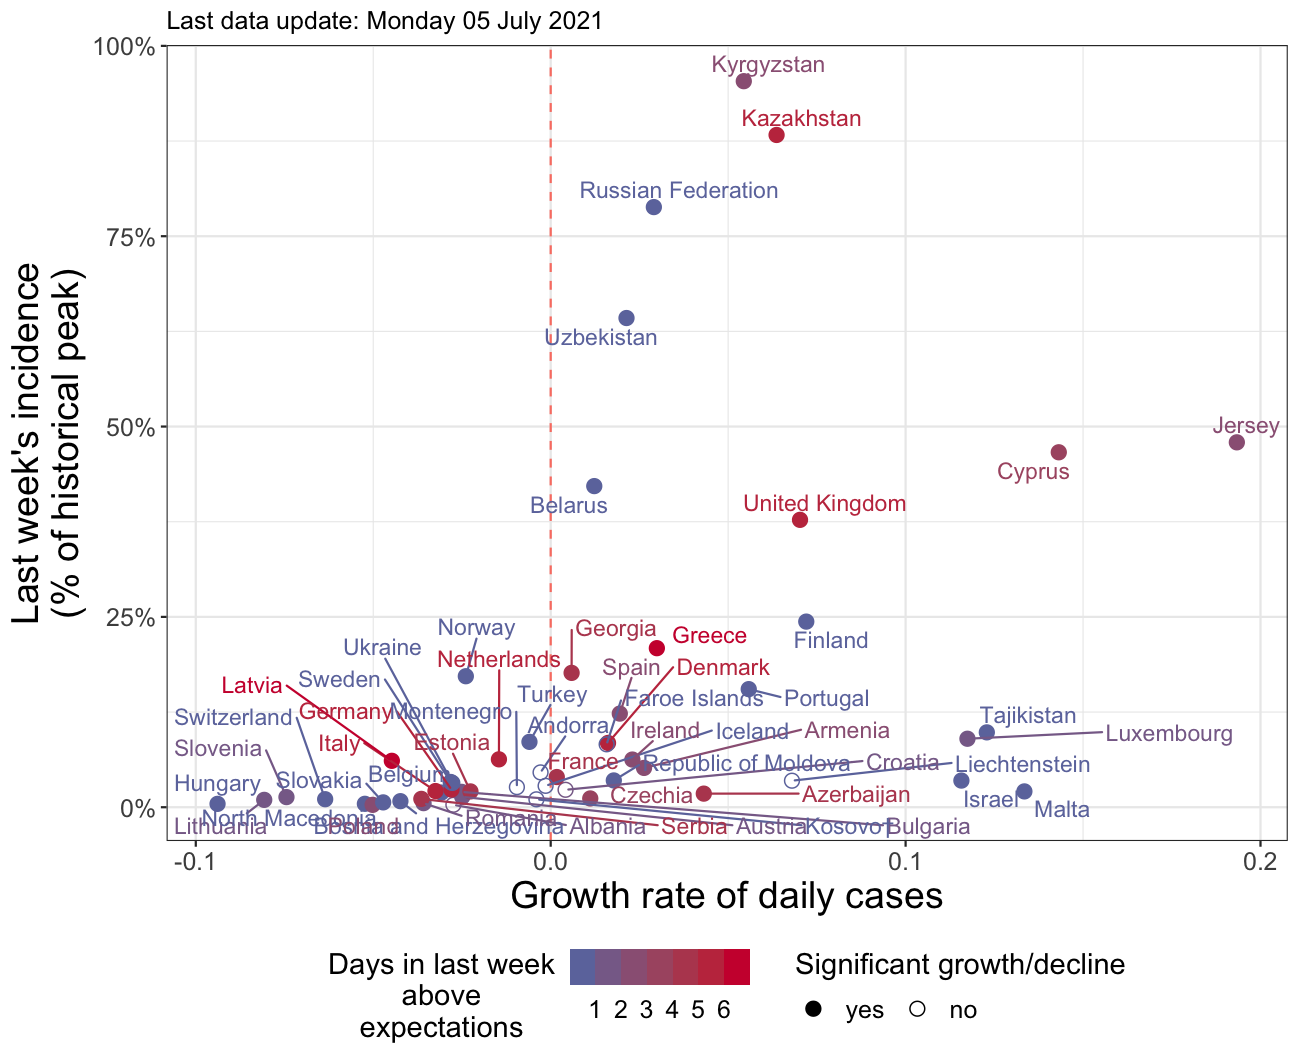 Last data update: Monday 05 July 2021
100%
75%
50%
25%
0%
Last week's incidence
(% of historical peak)
Kyrgyzstan
Kazakhstan
Russian Federation
Uzbekistan
Jersey
Cyprus
Belarus
United Kingdom
Finland
Norway
Georgia
Greece
Ukraine
Netherlands
Spain
Denmark
Latvia
Sweden
Turkey
Faroe Islands
Portugal
Switzerland
Germany
Montenegro
Andorra
Ireland
Iceland
Armenia
Tajikistan
Luxembourg
Slovenia
Italy
Estonia
France
Republic of Moldova
Croatia
Liechtenstein
Hungary
Slovakia
Belgium
Czechia
Azerbaijan
Israel
Malta
North Macedonia
Romania
Lithuania
Poland
Bosnia and Herzegovina
Albania
Serbia
Austria
Kosovo
Bulgaria
-0.1
0.0
0.1
0.2
Growth rate of daily cases
Days in last week
above
expectations
1 2 3 4 5 6
Significant growth/decline
yes
no